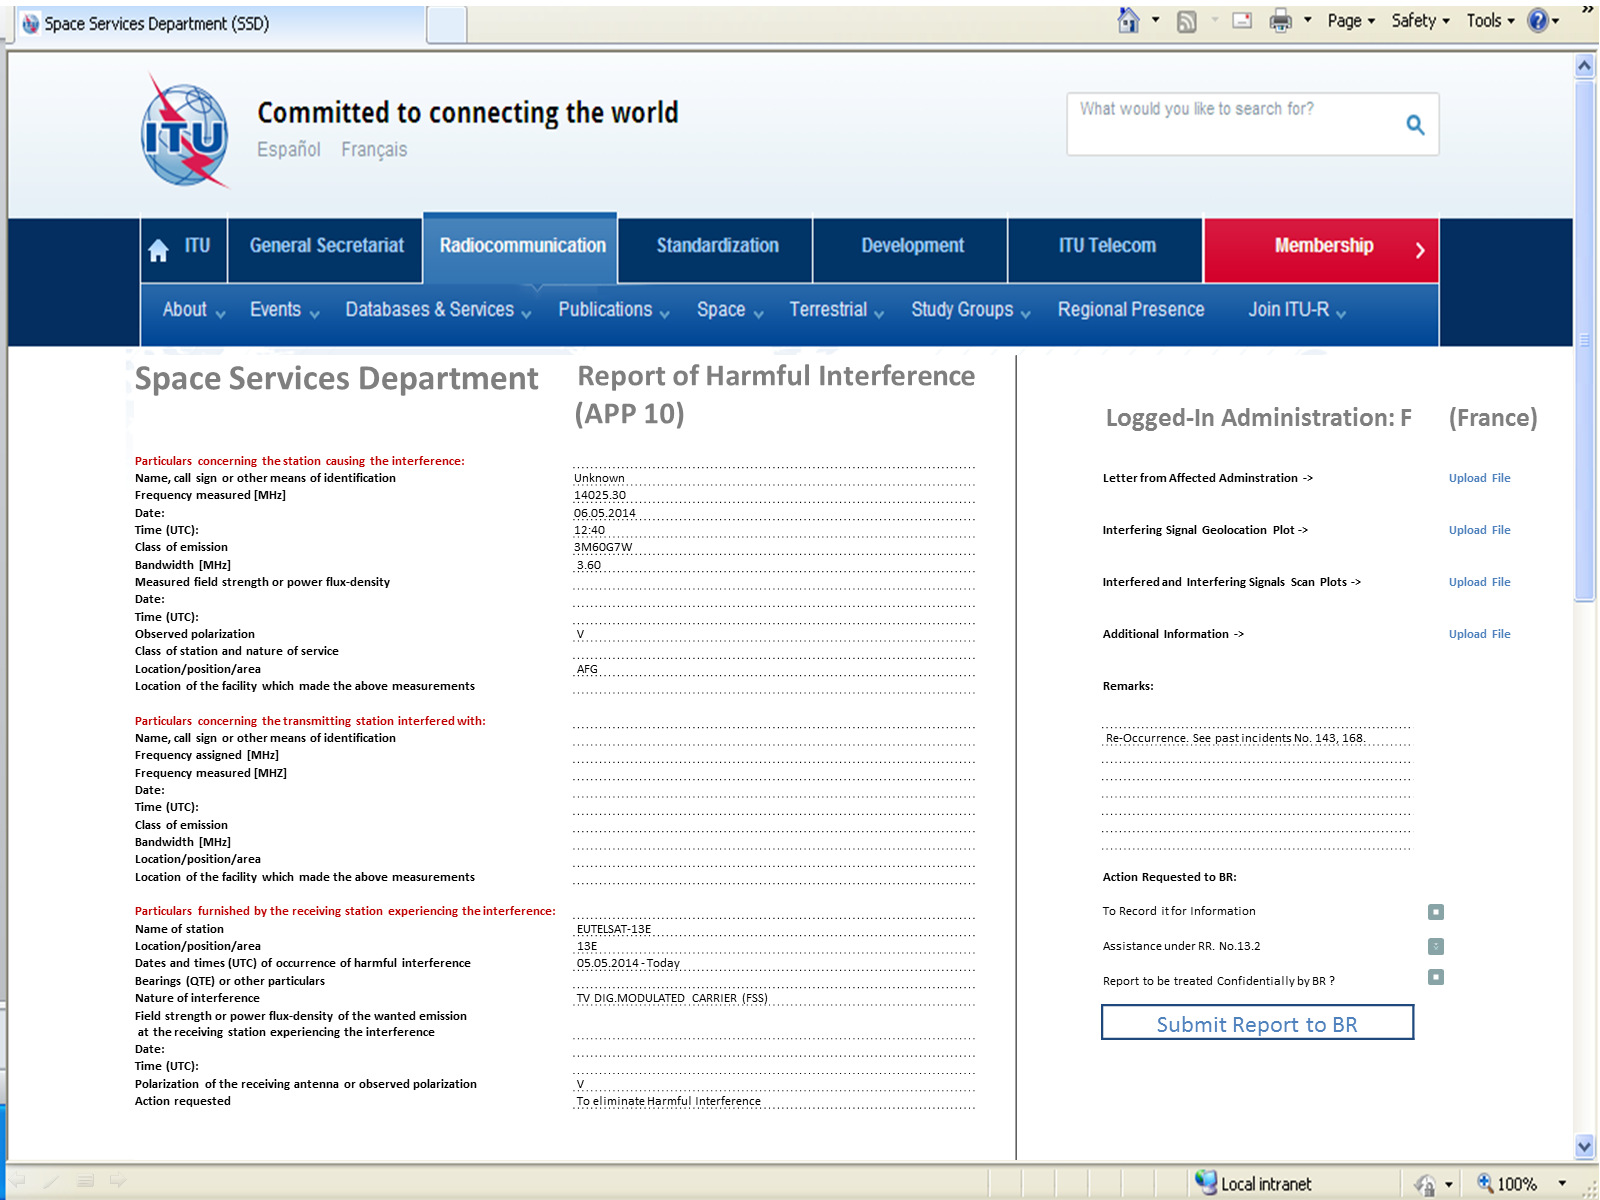 Space Services Department (SSD)
Page
Safety
Tools
ITU
Committed to connecting the world
Español Français
What would you like to search for?
ITU
General Secretariat
Radiocommunication
Standardization
Development
ITU Telecom
Membership
About
Events
Databases & Services
Publications
Space
Terrestrial
Study Groups
Regional Presence
Join ITU-R
Space Services Department
Report of Harmful Interference
(APP 10)
Logged-In Administration: F (France)
Particulars concerning the station causing the interference:
Name, call sign or other means of identification Unknown
Frequency measured [MHz] 14025.30
Date: 06.05.2014
Time (UTC): 12:40
Class of emission 3M60G7W
Bandwidth [MHz] 3.60
Measured field strength or power flux-density
Date:
Time (UTC):
Observed polarization V
Class of station and nature of service
Location/position/area AFG
Location of the facility which made the above measurements
Particulars concerning the transmitting station interfered with:
Name, call sign or other means of identification
Frequency assigned [MHz]
Frequency measured [MHZ]
Date:
Time (UTC):
Class of emission
Bandwidth [MHz]
Location/position/area
Location of the facility which made the above measurements
Particulars furnished by the receiving station experiencing the interference:
Name of station EUTELSAT-13E
Location/position/area 13E
Dates and times (UTC) of occurrence of harmful interference 05.05.2014 - Today
Bearings (QTE) or other particulars
Nature of interference TV DIG.MODULATED CARRIER (FSS)
Field strength or power flux-density of the wanted emission
at the receiving station experiencing the interference
Date:
Time (UTC):
Polarization of the receiving antenna or observed polarization V
Action requested To eliminate Harmful Interference
Letter from Affected Adminstration -> Upload File
Interfering Signal Geolocation Plot -> Upload File
Interfered and Interfering Signals Scan Plots -> Upload File
Additional Information -> Upload File
Remarks:
Re-Occurrence. See past incidents No. 143, 168.
Action Requested to BR:
To Record it for Information
Assistance under RR. No.13.2
Report to be treated Confidentially by BR ?
Submit Report to BR
Local intranet
100%